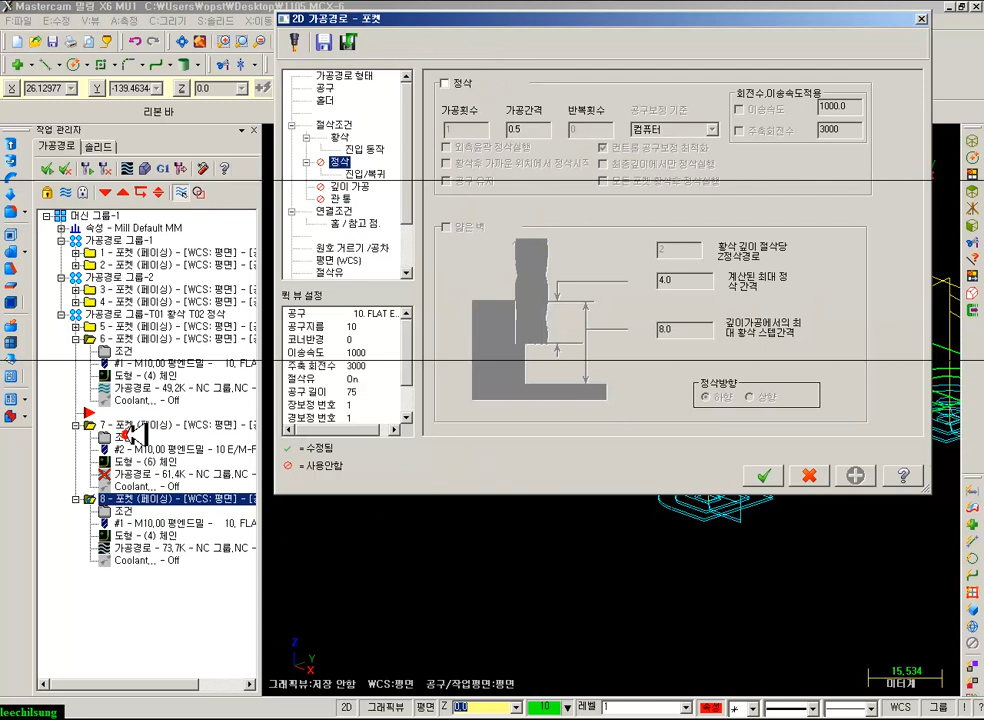 Mastercam 밀링 X6 MU1 C:\Users\opst\Desktop\105.MCX-6
F:파일 E:수정 V:뷰 A:측정 C:그리기 S:솔리드 X:이동
X 26.12977 Y -139.4634 Z 0.0
리본 바
작업 관리자
가공경로 솔리드
머신 그룹-1
속성 - Mill Default MM
가공경로 그룹-1
1 - 포켓 (페이싱) - [WCS: 평면] -
2 - 포켓 (페이싱) - [WCS: 평면] -
가공경로 그룹-2
3 - 포켓 (페이싱) - [WCS: 평면] -
4 - 포켓 (페이싱) - [WCS: 평면] -
가공경로 그룹-T01 황삭 T02 정삭
5 - 포켓 (페이싱) - [WCS: 평면] -
6 - 포켓 (페이싱) - [WCS: 평면] -
조건
#1 - M10.00 평엔드밀 - 10. FLA
도형 - (4) 체인
가공경로 - 49.2K - NC 그룹.NC -
Coolant... - Off
7 - 포켓 (페이싱) - [WCS: 평면] -
#2 - M10.00 평엔드밀 - 10 E/M-F
도형 - (6) 체인
가공경로 - 61.4K - NC 그룹.NC -
Coolant... - Off
8 - 포켓 (페이싱) - [WCS: 평면] -
조건
#1 - M10.00 평엔드밀 - 10. FLA
도형 - (4) 체인
가공경로 - 73.7K - NC 그룹.NC -
Coolant... - Off
2D 가공경로 - 포켓
가공경로 형태
공구
홀더
절삭조건
황삭
진입 동작
정삭
진입/복귀
깊이 가공
관 통
연결조건
홈 / 참고 점.
원호 거르기 /공차
평면 (WCS)
절삭유
퀵 뷰 설정
공구 10. FLAT E...
공구지름 10
코너반경 0
이송속도 1000
주축 회전수 3000
절삭유 On
공구 길이 75
장보정 번호 1
경보정 번호 1
= 수정됨
= 사용안함
정삭
가공횟수 가공간격 반복횟수 공구보정 기준
1 0.5 0 컴퓨터
외측윤곽 정삭실행
컨트롤 공구보정 최적화
황삭후 가까운 위치에서 정삭시작
최종깊이에서만 정삭실행
공구 유지
모든 포켓 황삭후 정삭실행
회전수,이송속도적용
이송속도 1000.0
주축회전수 3000
얇은 벽
2 황삭 깊이 절삭당 Z정삭경로
4.0 계산된 최대 정삭 간격
8.0 깊이가공에서의 최대 황삭 스텝간격
정삭방향
하향 상향
Z
Y
X
그래픽뷰:저장 안함 WCS:평면 공구/작업평면:평면
15.534
미터계
leechilsung
2D 그래픽뷰 평면 Z 0.0 10 레벨 1 속성 WCS 그룹 ! ?